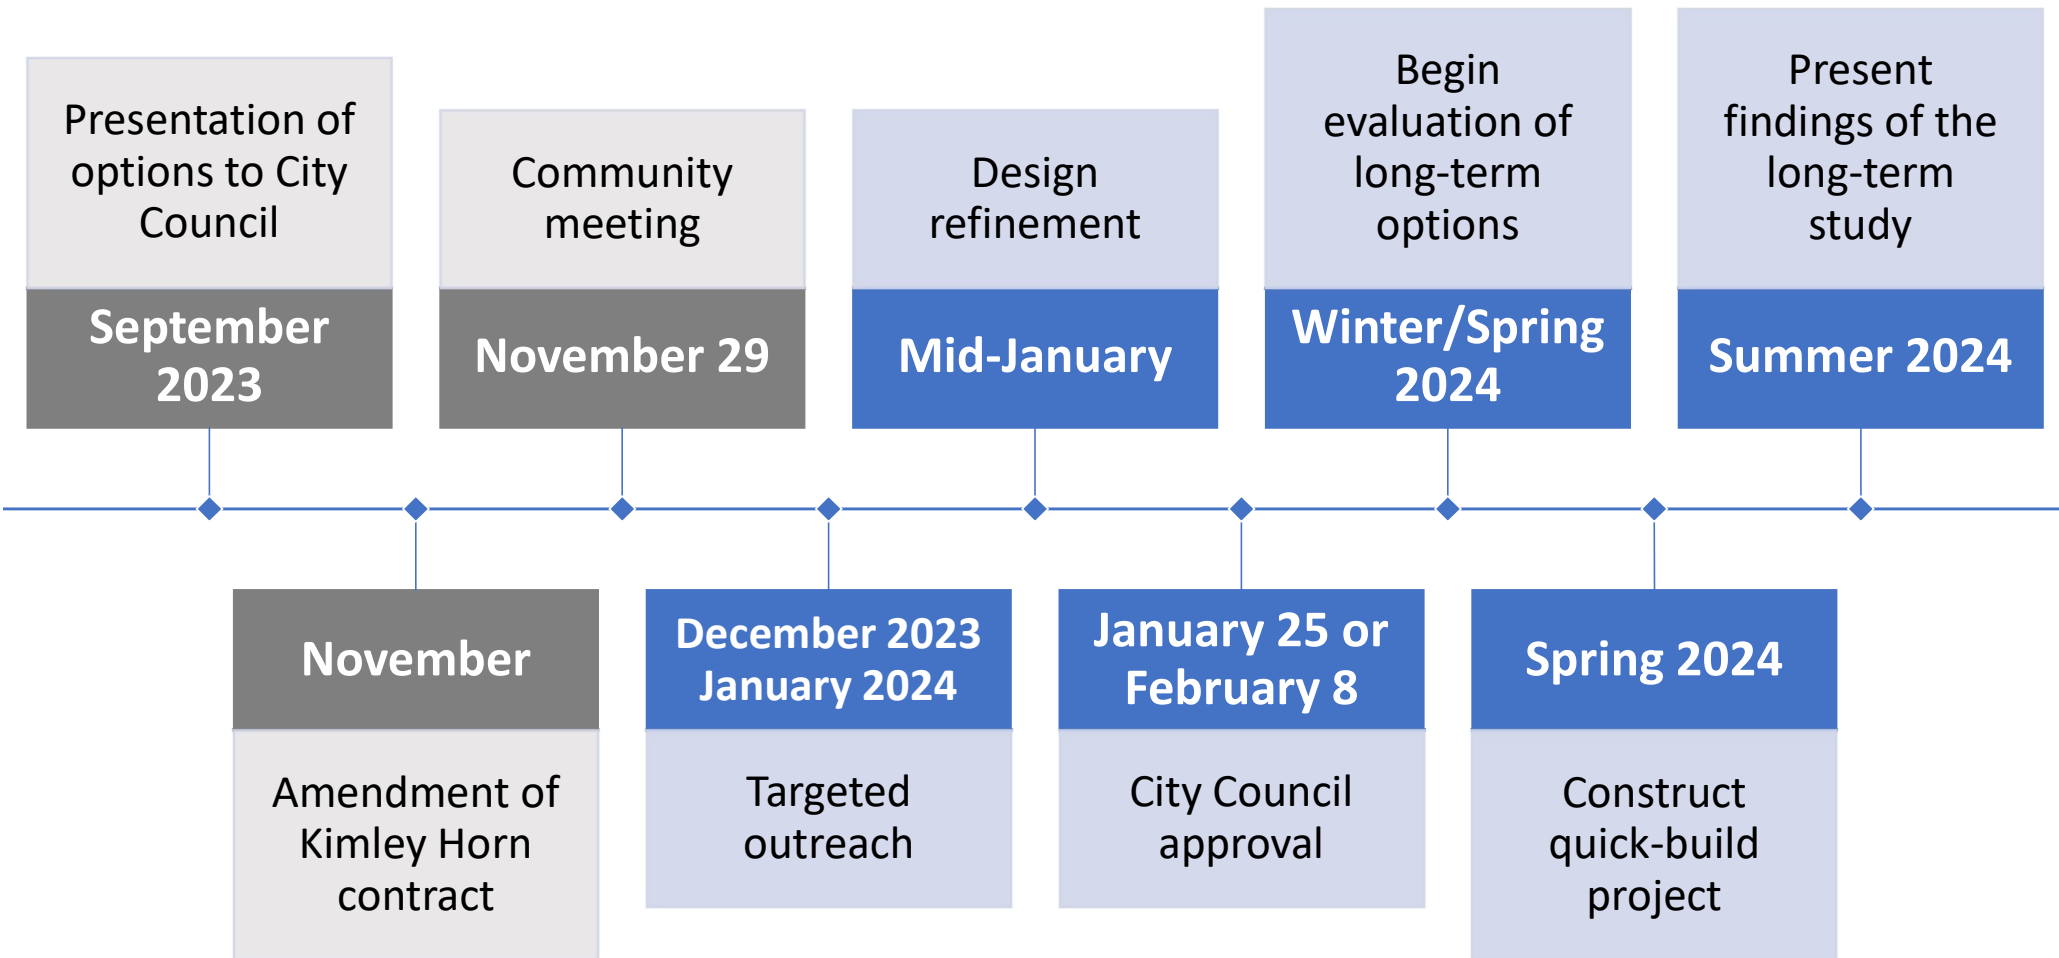 Presentation of
options to City
Council
September
2023
November
Amendment of
Kimley Horn
contract
Community
meeting
November 29
December 2023
January 2024
Targeted
outreach
Design
refinement
Mid-January
January 25 or
February 8
City Council
approval
Begin
evaluation of
long-term
options
Winter/Spring
2024
Spring 2024
Construct
quick-build
project
Present
findings of the
long-term
study
Summer 2024